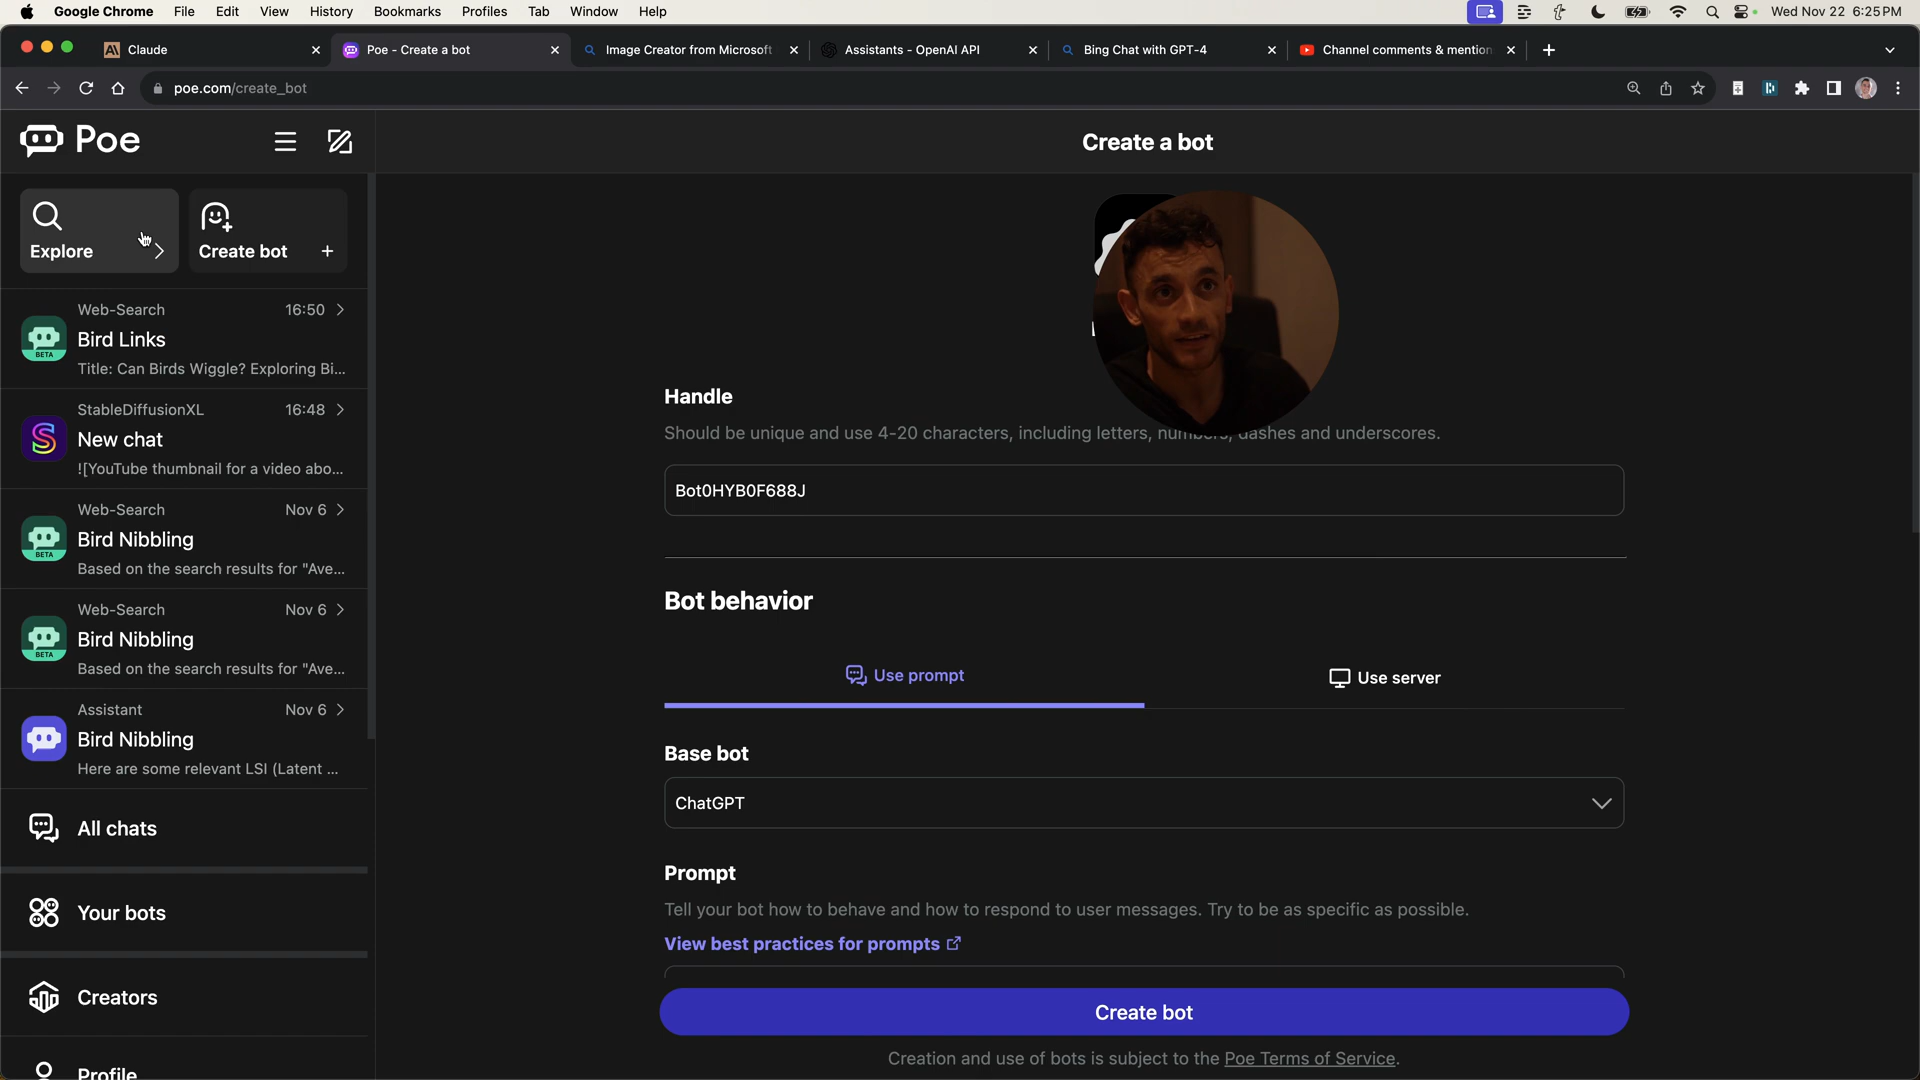 Google Chrome File Edit View History Bookmarks Profiles Tab Window Help Wed Nov 22 6:25 PM
Claude Poe - Create a bot Image Creator from Microsoft Assistants - OpenAI API Bing Chat with GPT-4 Channel comments & mention
poe.com/create_bot
Poe
Create a bot
Explore
Create bot +
Web-Search 16:50
Bird Links
BETA
Title: Can Birds Wiggle? Exploring Bi...
StableDiffusionXL 16:48
New chat
![YouTube thumbnail for a video abo...
Web-Search Nov 6
Bird Nibbling
BETA
Based on the search results for "Ave...
Web-Search Nov 6
Bird Nibbling
BETA
Based on the search results for "Ave...
Assistant Nov 6
Bird Nibbling
Here are some relevant LSI (Latent ...
All chats
Your bots
Creators
Profile
Handle
Should be unique and use 4-20 characters, including letters, numbers, dashes and underscores.
Bot0HYB0F688J
Bot behavior
Use prompt
Use server
Base bot
ChatGPT
Prompt
Tell your bot how to behave and how to respond to user messages. Try to be as specific as possible.
View best practices for prompts
Create bot
Creation and use of bots is subject to the Poe Terms of Service.